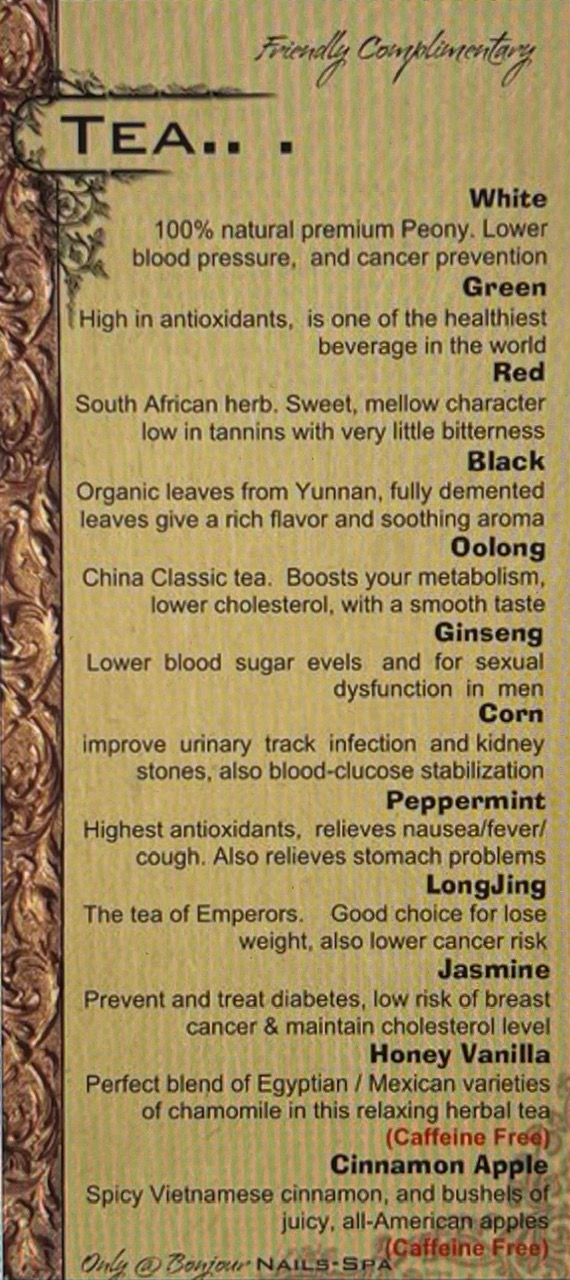 Friendly Complimentary
TEA.. .
White
100% natural premium Peony. Lower
blood pressure, and cancer prevention
Green
High in antioxidants, is one of the healthiest
beverage in the world
Red
South African herb. Sweet, mellow character
low in tannins with very little bitterness
Black
Organic leaves from Yunnan, fully demented
leaves give a rich flavor and soothing aroma
Oolong
China Classic tea. Boosts your metabolism,
lower cholesterol, with a smooth taste
Ginseng
Lower blood sugar evels and for sexual
dysfunction in men
Corn
improve urinary track infection and kidney
stones, also blood-clucose stabilization
Peppermint
Highest antioxidants, relieves nausea/fever/
cough. Also relieves stomach problems
LongJing
The tea of Emperors. Good choice for lose
weight, also lower cancer risk
Jasmine
Prevent and treat diabetes, low risk of breast
cancer & maintain cholesterol level
Honey Vanilla
Perfect blend of Egyptian / Mexican varieties
of chamomile in this relaxing herbal tea
(Caffeine Free)
Cinnamon Apple
Spicy Vietnamese cinnamon, and bushels of
juicy, all-American apples
(Caffeine Free)
Only @ Bonjour NAILS-SPA